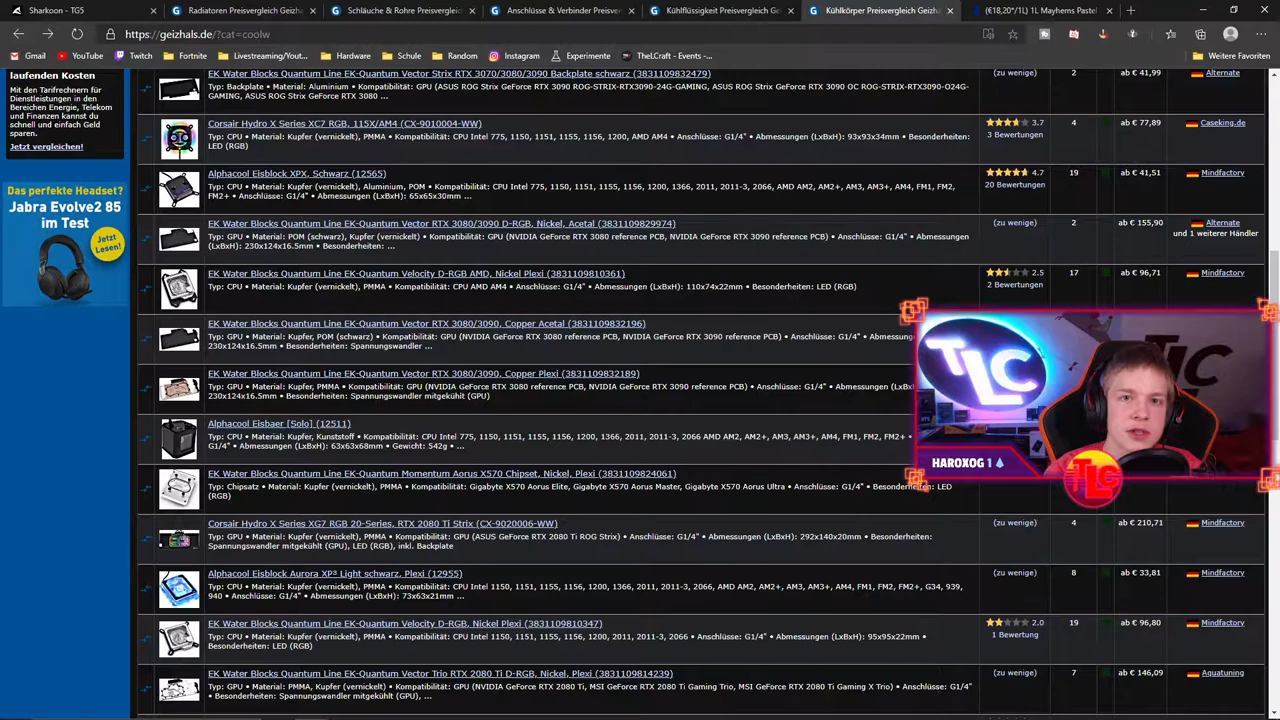 Sharkoon - TG5
Radiatoren Preisvergleich Geizh
Schläuche & Rohre Preisvergleic
Anschlüsse & Verbinder Preisver
Kühlflüssigkeit Preisvergleich Ge
Kühlkörper Preisvergleich Geizh
(€18,20*/1L) 1L Mayhems Pastel
https://geizhals.de/?cat=coolw
Gmail
YouTube
Twitch
Fortnite
Livestreaming/Yout...
Hardware
Schule
Random
Instagram
Experimente
TheLCraft - Events -...
Weitere Favoriten
laufenden Kosten
Mit den Tarifrechnern für
Dienstleistungen in den
Bereichen Energie, Telekom
und Finanzen kannst du
schnell und einfach Geld
sparen.
Jetzt vergleichen!
Das perfekte Headset?
Jabra Evolve2 85
im Test
Jetzt
Lesen!
EK Water Blocks Quantum Line EK-Quantum Vector Strix RTX 3070/3080/3090 Backplate schwarz (3831109832479)
Typ: Backplate • Material: Aluminium • Kompatibilität: GPU (ASUS ROG Strix GeForce RTX 3090 ROG-STRIX-RTX3090-24G-GAMING, ASUS ROG Strix GeForce RTX 3090 OC ROG-STRIX-RTX3090-O24G-
GAMING, ASUS ROG Strix GeForce RTX 3080 ...
(zu wenige)
2
ab € 41,99
Alternate
Corsair Hydro X Series XC7 RGB, 115X/AM4 (CX-9010004-WW)
Typ: CPU • Material: Kupfer (vernickelt), PMMA • Kompatibilität: CPU Intel 775, 1150, 1151, 1155, 1156, 1200, AMD AM4 • Anschlüsse: G1/4" • Abmessungen (LxBxH): 93x93x34mm • Besonderheiten:
LED (RGB)
3.7
3 Bewertungen
4
ab € 77,89
Caseking.de
Alphacool Eisblock XPX, Schwarz (12565)
Typ: CPU • Material: Kupfer (vernickelt), Aluminium, POM • Kompatibilität: CPU Intel 775, 1150, 1151, 1155, 1156, 1200, 1366, 2011, 2011-3, 2066, AMD AM2, AM2+, AM3, AM3+, AM4, FM1, FM2,
FM2+ • Anschlüsse: G1/4" • Abmessungen (LxBxH): 65x65x30mm ...
4.7
20 Bewertungen
19
ab € 41,51
Mindfactory
EK Water Blocks Quantum Line EK-Quantum Vector RTX 3080/3090 D-RGB, Nickel, Acetal (3831109829974)
Typ: GPU • Material: Kupfer (vernickelt), POM (schwarz) • Kompatibilität: GPU (NVIDIA GeForce RTX 3080 reference PCB, NVIDIA GeForce RTX 3090 reference PCB) • Anschlüsse: G1/4" • Abmessungen
(LxBxH): 230x124x16.5mm • Besonderheiten: ...
(zu wenige)
2
ab € 155,90
Alternate
und 1 weiterer Händler
EK Water Blocks Quantum Line EK-Quantum Velocity D-RGB AMD, Nickel Plexi (3831109810361)
Typ: CPU • Material: Kupfer (vernickelt), PMMA • Kompatibilität: CPU AMD AM4 • Anschlüsse: G1/4" • Abmessungen (LxBxH): 110x74x22mm • Besonderheiten: LED (RGB)
2.5
2 Bewertungen
17
ab € 96,71
Mindfactory
EK Water Blocks Quantum Line EK-Quantum Vector RTX 3080/3090, Copper Acetal (3831109832196)
Typ: GPU • Material: Kupfer, POM (schwarz) • Kompatibilität: GPU (NVIDIA GeForce RTX 3080 reference PCB, NVIDIA GeForce RTX 3090 reference PCB) • Anschlüsse: G1/4" • Abmessungen (LxBxH):
230x124x16.5mm • Besonderheiten: Spannungswandler ...
EK Water Blocks Quantum Line EK-Quantum Vector RTX 3080/3090, Copper Plexi (3831109832189)
Typ: GPU • Material: Kupfer, PMMA • Kompatibilität: GPU (NVIDIA GeForce RTX 3080 reference PCB, NVIDIA GeForce RTX 3090 reference PCB) • Anschlüsse: G1/4" • Abmessungen (LxB
230x124x16.5mm • Besonderheiten: Spannungswandler mitgekühlt (GPU)
Alphacool Eisbaer [Solo] (12511)
Typ: CPU • Material: Kupfer, Kunststoff • Kompatibilität: CPU Intel 775, 1150, 1151, 1155, 1156, 1200, 1366, 2011, 2011-3, 2066 AMD AM2, AM2+, AM3, AM3+, AM4, FM1, FM2, FM2+ •
G1/4" • Abmessungen (LxBxH): 63x63x68mm • Gewicht: 542g • ...
EK Water Blocks Quantum Line EK-Quantum Momentum Aorus X570 Chipset, Nickel, Plexi (3831109824061)
Typ: Chipsatz • Material: Kupfer (vernickelt), PMMA • Kompatibilität: Gigabyte X570 Aorus Elite, Gigabyte X570 Aorus Master, Gigabyte X570 Aorus Ultra • Anschlüsse: G1/4" • Besonderheiten: LED
(RGB)
TLC
TLC
HAROXOG 1
TLC
Corsair Hydro X Series XG7 RGB 20-Series, RTX 2080 Ti Strix (CX-9020006-WW)
Typ: GPU • Material: Kupfer (vernickelt), PMMA • Kompatibilität: GPU (ASUS GeForce RTX 2080 Ti ROG Strix) • Anschlüsse: G1/4" • Abmessungen (LxBxH): 292x140x20mm • Besonderheiten:
Spannungswandler mitgekühlt (GPU), LED (RGB), inkl. Backplate
(zu wenige)
4
ab € 210,71
Mindfactory
Alphacool Eisblock Aurora XP3 Light schwarz, Plexi (12955)
Typ: CPU • Material: Kupfer (vernickelt), PMMA • Kompatibilität: CPU Intel 1150, 1151, 1155, 1156, 1200, 1366, 2011, 2011-3, 2066, AMD AM2, AM2+, AM3, AM3+, AM4, FM1, FM2, FM2+, G34, 939,
940 • Anschlüsse: G1/4" • Abmessungen (LxBxH): 73x63x21mm ...
(zu wenige)
8
ab € 33,81
Mindfactory
EK Water Blocks Quantum Line EK-Quantum Velocity D-RGB, Nickel Plexi (3831109810347)
Typ: CPU • Material: Kupfer (vernickelt), PMMA • Kompatibilität: CPU Intel 1150, 1151, 1155, 1156, 1200, 2011, 2011-3, 2066 • Anschlüsse: G1/4" • Abmessungen (LxBxH): 95x95x22mm •
Besonderheiten: LED (RGB)
2.0
1 Bewertung
19
ab € 96,80
Mindfactory
EK Water Blocks Quantum Line EK-Quantum Vector Trio RTX 2080 Ti D-RGB, Nickel, Plexi (3831109814239)
Typ: GPU • Material: PMMA, Kupfer (vernickelt) • Kompatibilität: GPU (NVIDIA GeForce RTX 2080 Ti, MSI GeForce RTX 2080 Ti Gaming Trio, MSI GeForce RTX 2080 Ti Gaming X Trio) • Anschlüsse: G1/4"
• Besonderheiten: Spannungswandler mitgekühlt (GPU), ...
(zu wenige)
7
ab € 146,09
Aquatuning